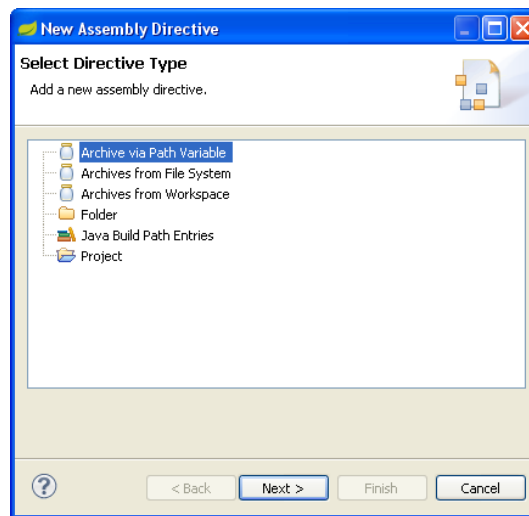 New Assembly Directive
Select Directive Type
Add a new assembly directive.
Archive via Path Variable
Archives from File System
Archives from Workspace
Folder
Java Build Path Entries
Project
? < Back Next > Finish Cancel